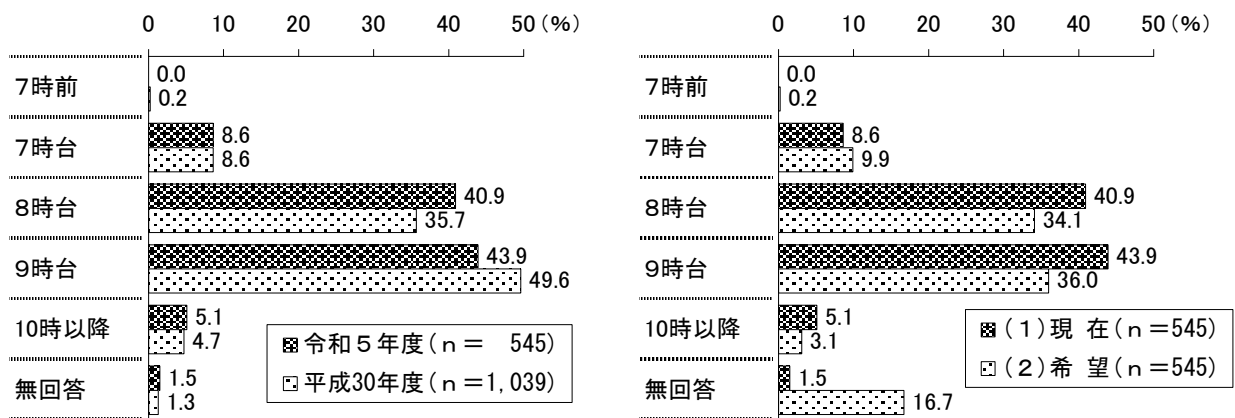 0 10 20 30 40 50(%)
7時前 0.0
0.2
7時台 8.6
8.6
8時台 40.9
35.7
9時台 43.9
49.6
10時以降 5.1
4.7
無回答 1.5
1.3
令和5年度(n= 545)
平成30年度(n=1,039)
0 10 20 30 40 50(%)
7時前 0.0
0.2
7時台 8.6
9.9
8時台 40.9
34.1
9時台 43.9
36.0
10時以降 5.1
3.1
無回答 1.5
16.7
(1)現 在(n=545)
(2)希 望(n=545)